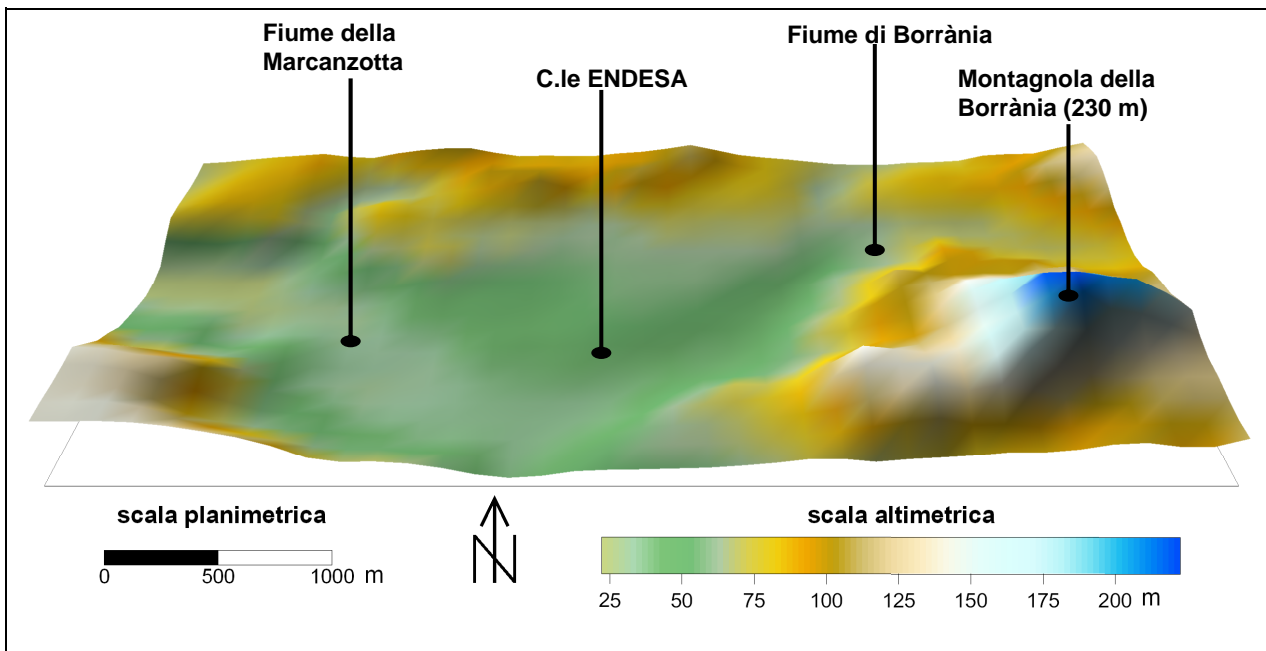 Fiume della
Marcanzotta
C.le ENDESA
Fiume di Borrània
Montagnola della
Borrània (230 m)
scala planimetrica
0 500 1000 m
N
scala altimetrica
25 50 75 100 125 150 175 200 m